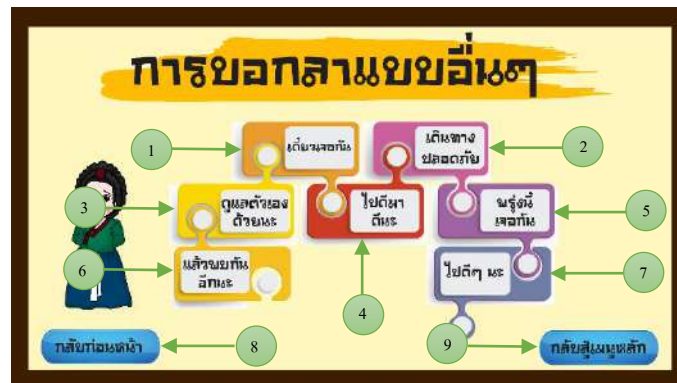 การบอกลาแบบอื่นๆ
1
เดี๋ยวเจอกัน
เดินทาง
ปลอดภัย
2
3
ดูแลตัวเอง
ด้วยนะ
ไปดีมา
ดีนะ
4
พรุ่งนี้
เจอกัน
5
6
แล้วพบกัน
อีกนะ
ไปดีๆ นะ
7
กลับก่อนหน้า
8
9
กลับสู่เมนูหลัก